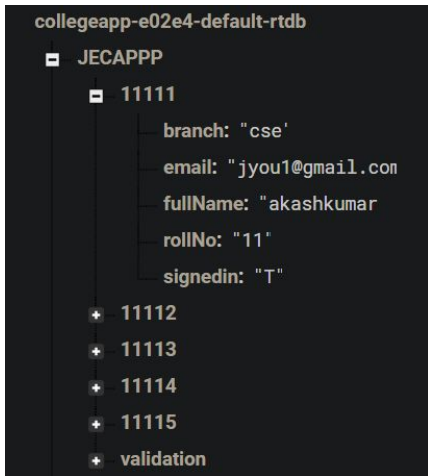 collegeapp-e02e4-default-rtdb
JECAPPP
11111
branch: "cse'
email: "jyou1@gmail.com
fullName: "akashkumar
rollNo: "11"
signedin: "T"
11112
11113
11114
11115
validation